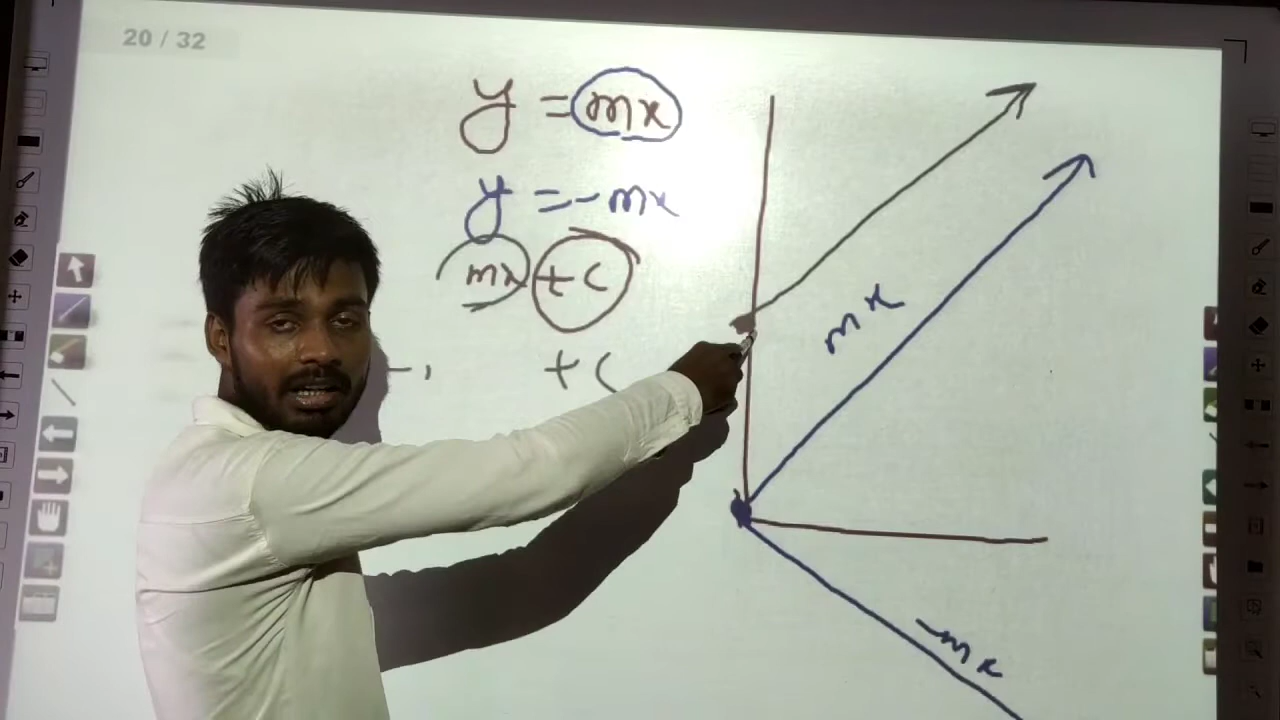 20 / 32
y = mx
y = - mx
mx + c
+ c
mx
-mx